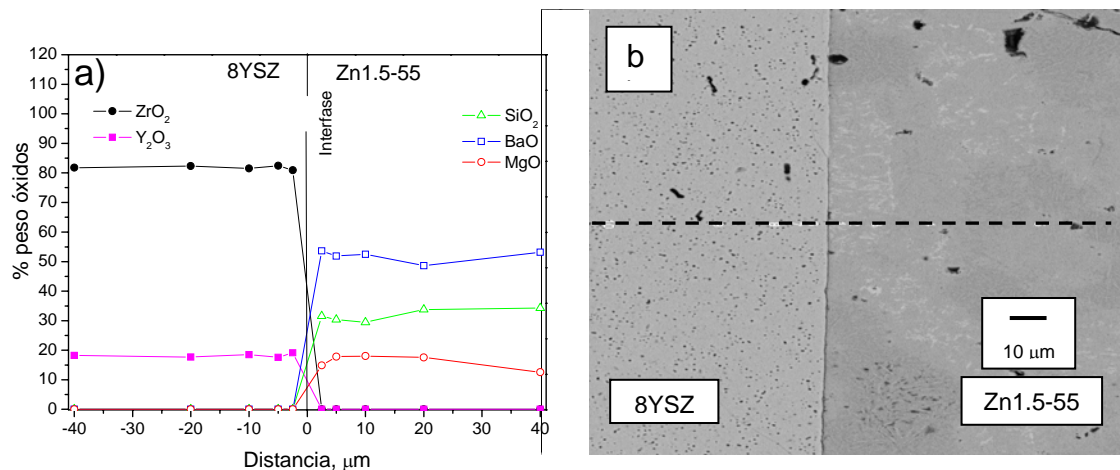 a)
8YSZ
Zn1.5-55
ZrO₂
Y₂O₃
Interfase
SiO₂
BaO
MgO
120
110
100
90
80
70
60
50
40
30
20
10
0
% peso óxidos
-40 -30 -20 -10 0 10 20 30 40
Distancia, μm
b
10 μm
8YSZ
Zn1.5-55